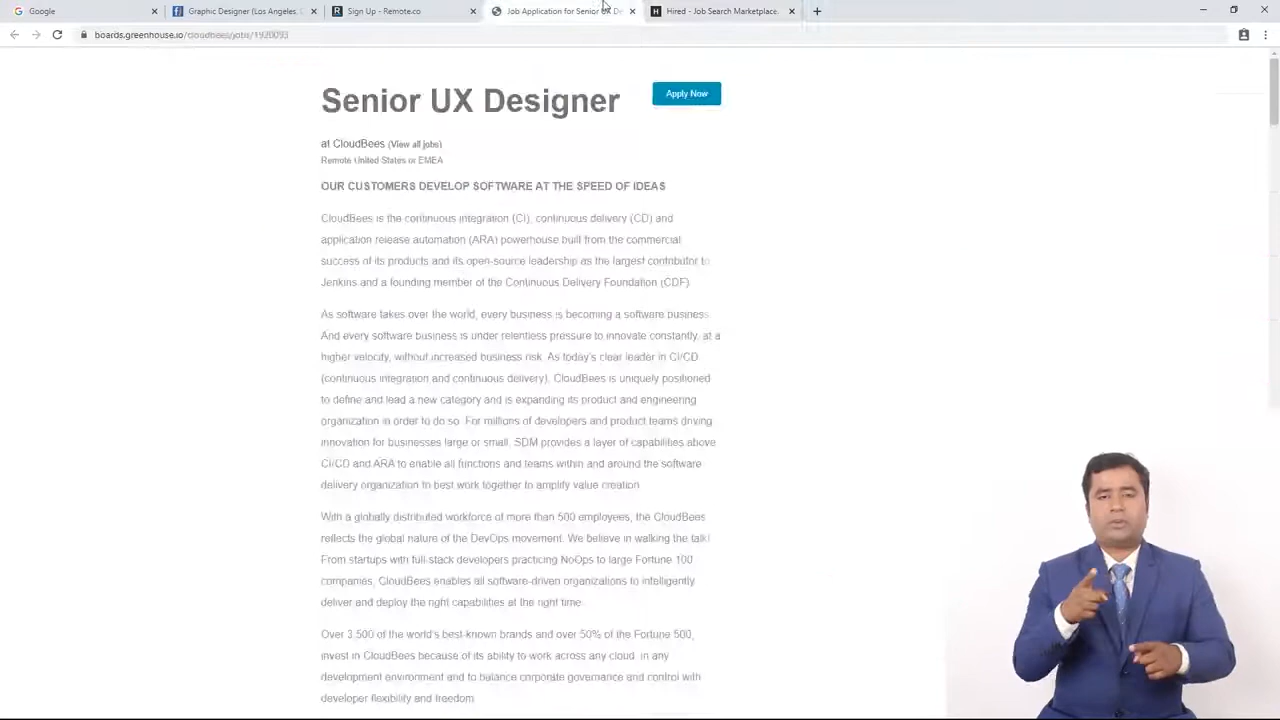 Google
Graphic Designer (Los Angeles, C
Sign Up - Remote.co
Job Application for Senior UX De
Hired - Job Search Marketplace.
boards.greenhouse.io/cloudbees/jobs/1920093
Senior UX Designer
Apply Now
at CloudBees (View all jobs)
Remote United States or EMEA
OUR CUSTOMERS DEVELOP SOFTWARE AT THE SPEED OF IDEAS
CloudBees is the continuous integration (CI), continuous delivery (CD) and
application release automation (ARA) powerhouse built from the commercial
success of its products and its open-source leadership as the largest contributor to
Jenkins and a founding member of the Continuous Delivery Foundation (CDF).
As software takes over the world, every business is becoming a software business.
And every software business is under relentless pressure to innovate constantly, at a
higher velocity, without increased business risk. As today's clear leader in CI/CD
(continuous integration and continuous delivery), CloudBees is uniquely positioned
to define and lead a new category and is expanding its product and engineering
organization in order to do so. For millions of developers and product teams driving
innovation for businesses large or small, SDM provides a layer of capabilities above
CI/CD and ARA to enable all functions and teams within and around the software
delivery organization to best work together to amplify value creation.
With a globally distributed workforce of more than 500 employees, the CloudBees
reflects the global nature of the DevOps movement. We believe in walking the talk!
From startups with full-stack developers practicing NoOps to large Fortune 100
companies, CloudBees enables all software-driven organizations to intelligently
deliver and deploy the right capabilities at the right time.
Over 3,500 of the world's best-known brands and over 50% of the Fortune 500,
invest in CloudBees because of its ability to work across any cloud, in any
development environment and to balance corporate governance and control with
developer flexibility and freedom.